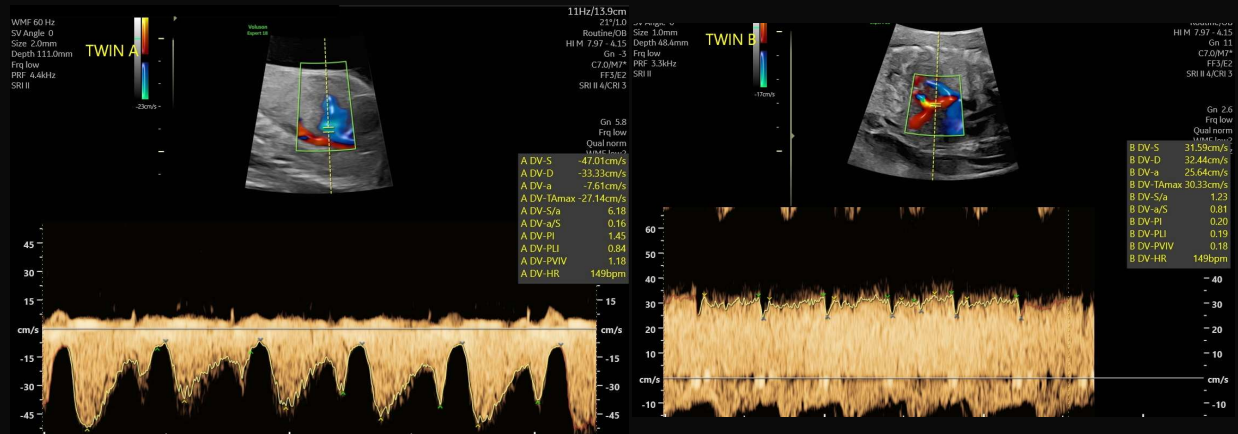 WMF 60 Hz
SV Angle 0
Size 2.0mm
Depth 111.0mm
Frq low
PRF 4.4kHz
SRI II
TWIN A
-23cm/s
Voluson
Expert 18
11Hz/13.9cm
21°/1.0
Routine/OB
HI M 7.97 - 4.15
Gn -3
C7.0/M7*
FF3/E2
SRI II 4/CRI 3
Gn 5.8
Frq low
Qual norm
A DV-S -47.01cm/s
A DV-D -33.33cm/s
A DV-a -7.61cm/s
A DV-TAmax -27.14cm/s
A DV-S/a 6.18
A DV-a/S 0.16
A DV-PI 1.45
A DV-PLI 0.84
A DV-PVIV 1.18
A DV-HR 149bpm
45
30
15 15
cm/s cm/s
-15 -15
-30 -30
-45 -45
SV Angle 0
Size 1.0mm
Depth 48.4mm
Frq low
PRF 3.3kHz
SRI II
TWIN B
-17cm/s
Routine/OB
HI M 7.97 - 4.15
Gn 11
C7.0/M7*
FF3/E2
SRI II 4/CRI 3
Gn 2.6
Frq low
Qual norm
B DV-S 31.59cm/s
B DV-D 32.44cm/s
B DV-a 25.64cm/s
B DV-TAmax 30.33cm/s
B DV-S/a 1.23
B DV-a/S 0.81
B DV-PI 0.20
B DV-PLI 0.19
B DV-PVIV 0.18
B DV-HR 149bpm
60
50
40 40
30 30
20 20
10 10
cm/s cm/s
-10 -10